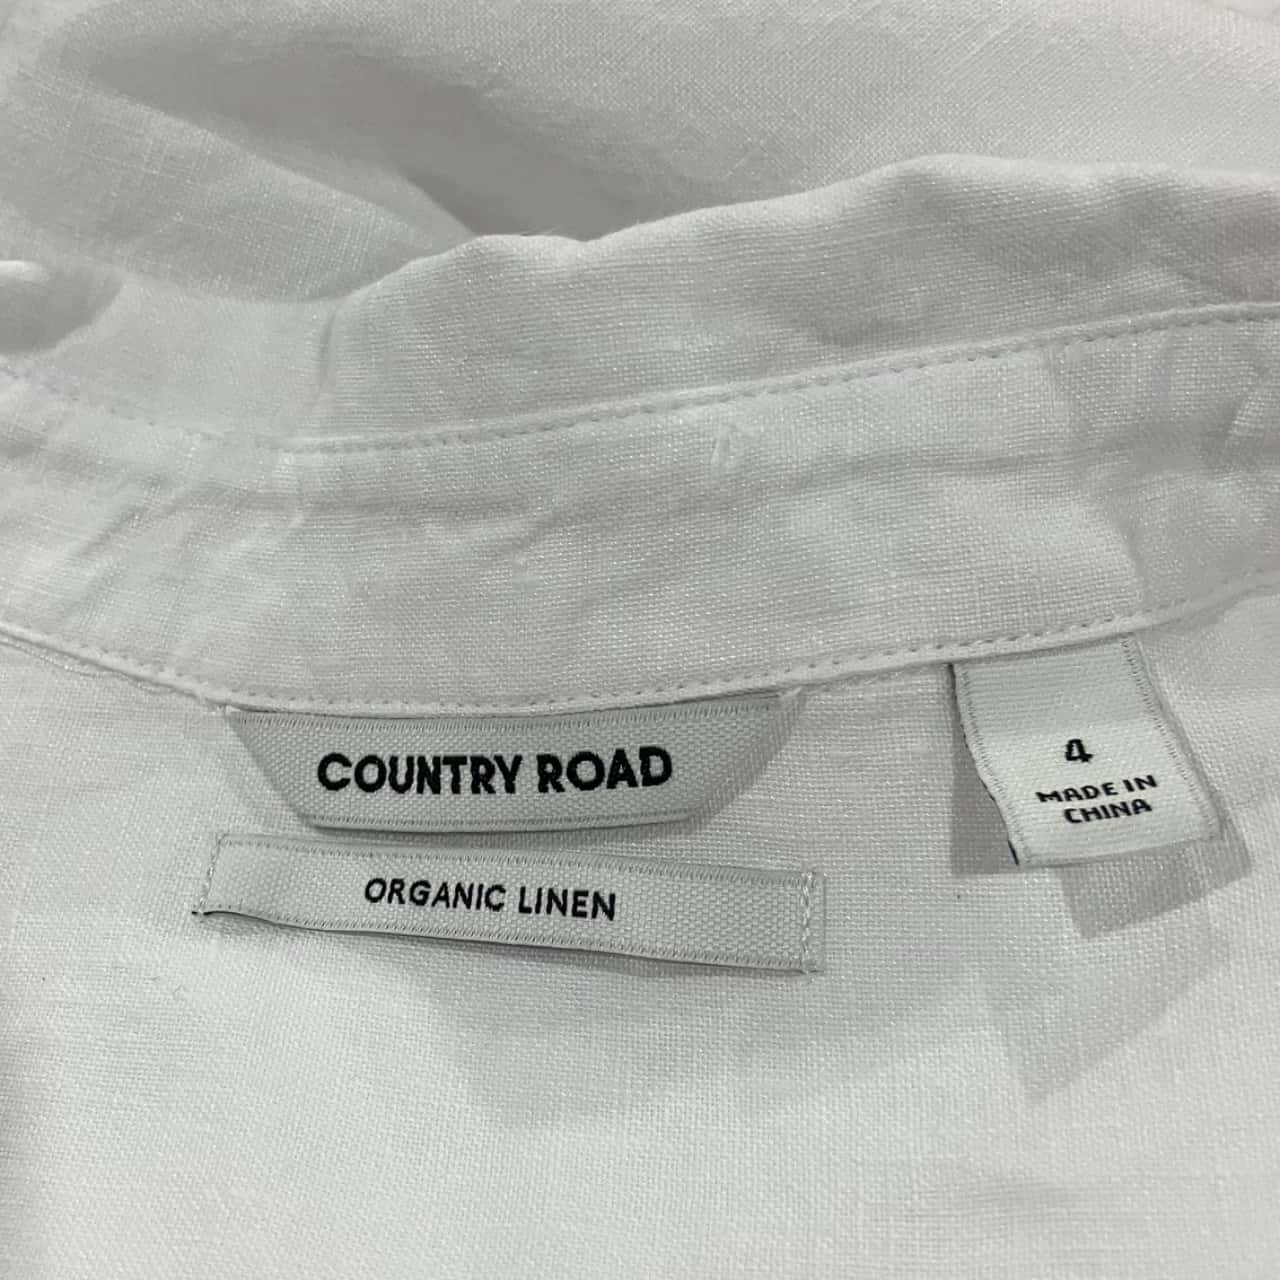 COUNTRY ROAD
ORGANIC LINEN
4
MADE IN
CHINA